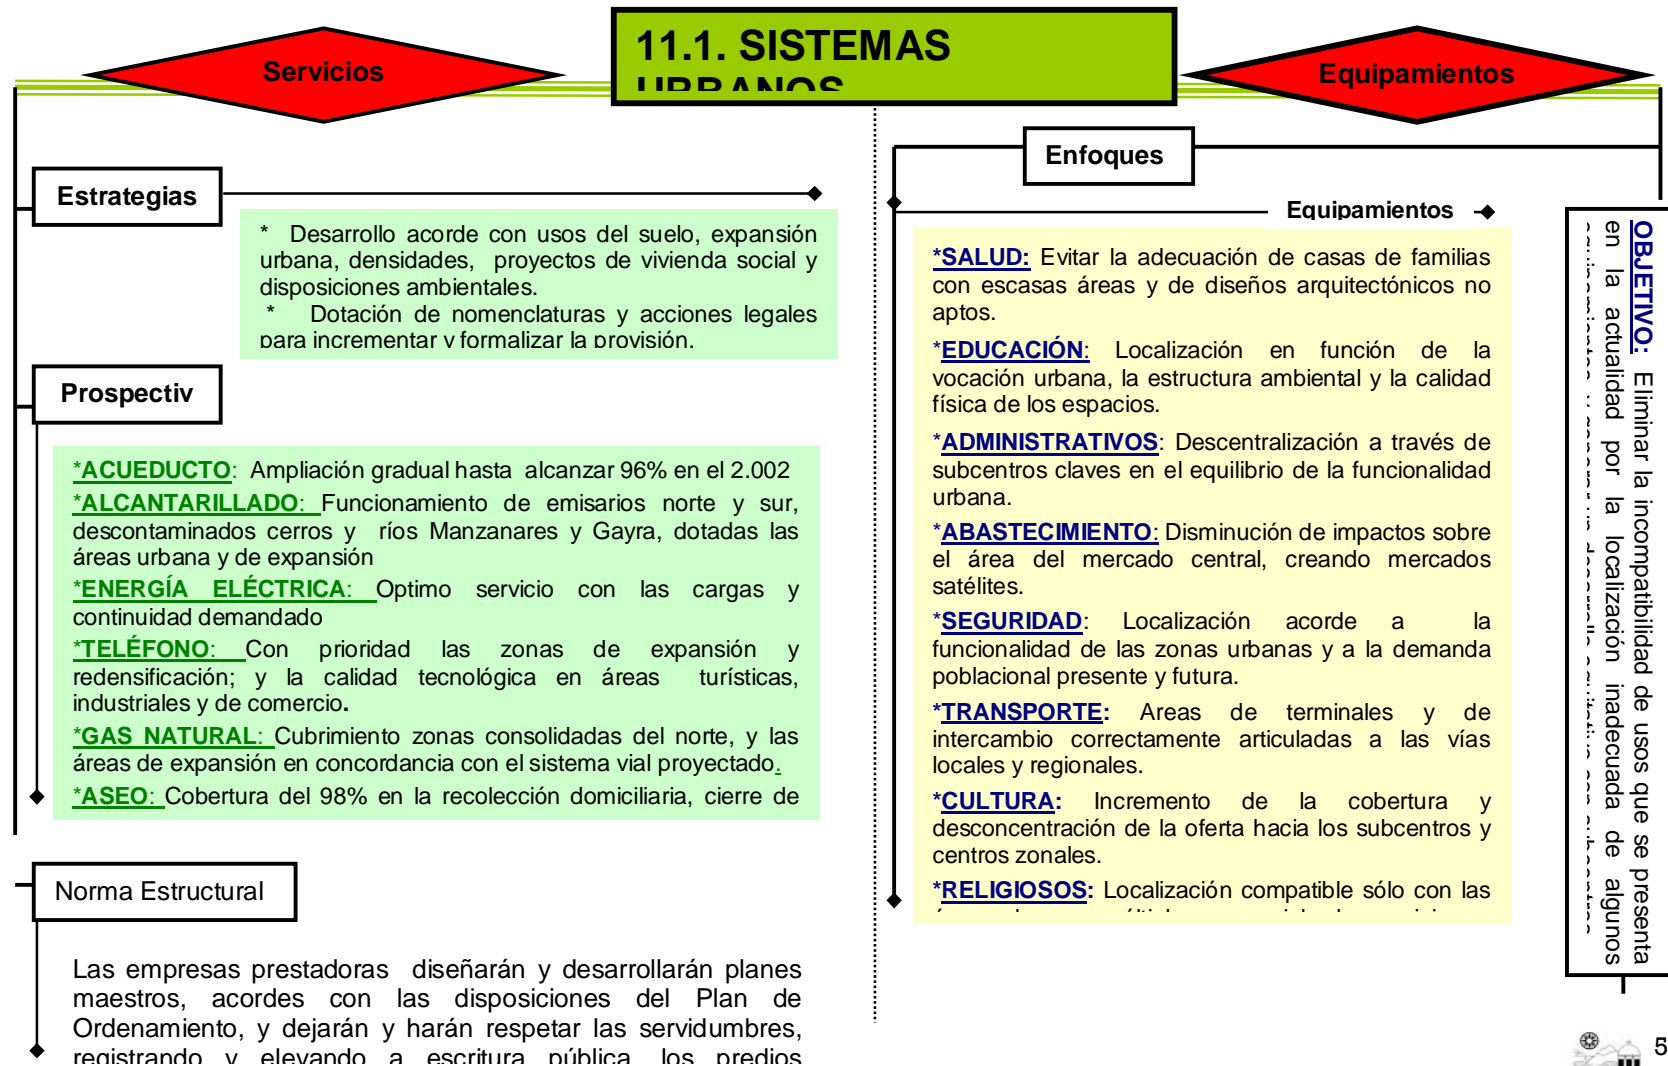 11.1. SISTEMAS
URBANOS
Servicios
Equipamientos
Estrategias
* Desarrollo acorde con usos del suelo, expansión
urbana, densidades, proyectos de vivienda social y
disposiciones ambientales.
* Dotación de nomenclaturas y acciones legales
para incrementar y formalizar la provisión.
Prospectiv
*ACUEDUCTO: Ampliación gradual hasta alcanzar 96% en el 2.002
*ALCANTARILLADO: Funcionamiento de emisarios norte y sur,
descontaminados cerros y ríos Manzanares y Gayra, dotadas las
áreas urbana y de expansión
*ENERGÍA ELÉCTRICA: Optimo servicio con las cargas y
continuidad demandado
*TELÉFONO: Con prioridad las zonas de expansión y
redensificación; y la calidad tecnológica en áreas turísticas,
industriales y de comercio.
*GAS NATURAL: Cubrimiento zonas consolidadas del norte, y las
áreas de expansión en concordancia con el sistema vial proyectado.
*ASEO: Cobertura del 98% en la recolección domiciliaria, cierre de
Norma Estructural
Las empresas prestadoras diseñarán y desarrollarán planes
maestros, acordes con las disposiciones del Plan de
Ordenamiento, y dejarán y harán respetar las servidumbres,
registrando y elevando a escritura pública los predios
Enfoques
Equipamientos
*SALUD: Evitar la adecuación de casas de familias
con escasas áreas y de diseños arquitectónicos no
aptos.
*EDUCACIÓN: Localización en función de la
vocación urbana, la estructura ambiental y la calidad
física de los espacios.
*ADMINISTRATIVOS: Descentralización a través de
subcentros claves en el equilibrio de la funcionalidad
urbana.
*ABASTECIMIENTO: Disminución de impactos sobre
el área del mercado central, creando mercados
satélites.
*SEGURIDAD: Localización acorde a la
funcionalidad de las zonas urbanas y a la demanda
poblacional presente y futura.
*TRANSPORTE: Areas de terminales y de
intercambio correctamente articuladas a las vías
locales y regionales.
*CULTURA: Incremento de la cobertura y
desconcentración de la oferta hacia los subcentros y
centros zonales.
*RELIGIOSOS: Localización compatible sólo con las
OBJETIVO: Eliminar la incompatibilidad de usos que se presenta
en la actualidad por la localización inadecuada de algunos
5